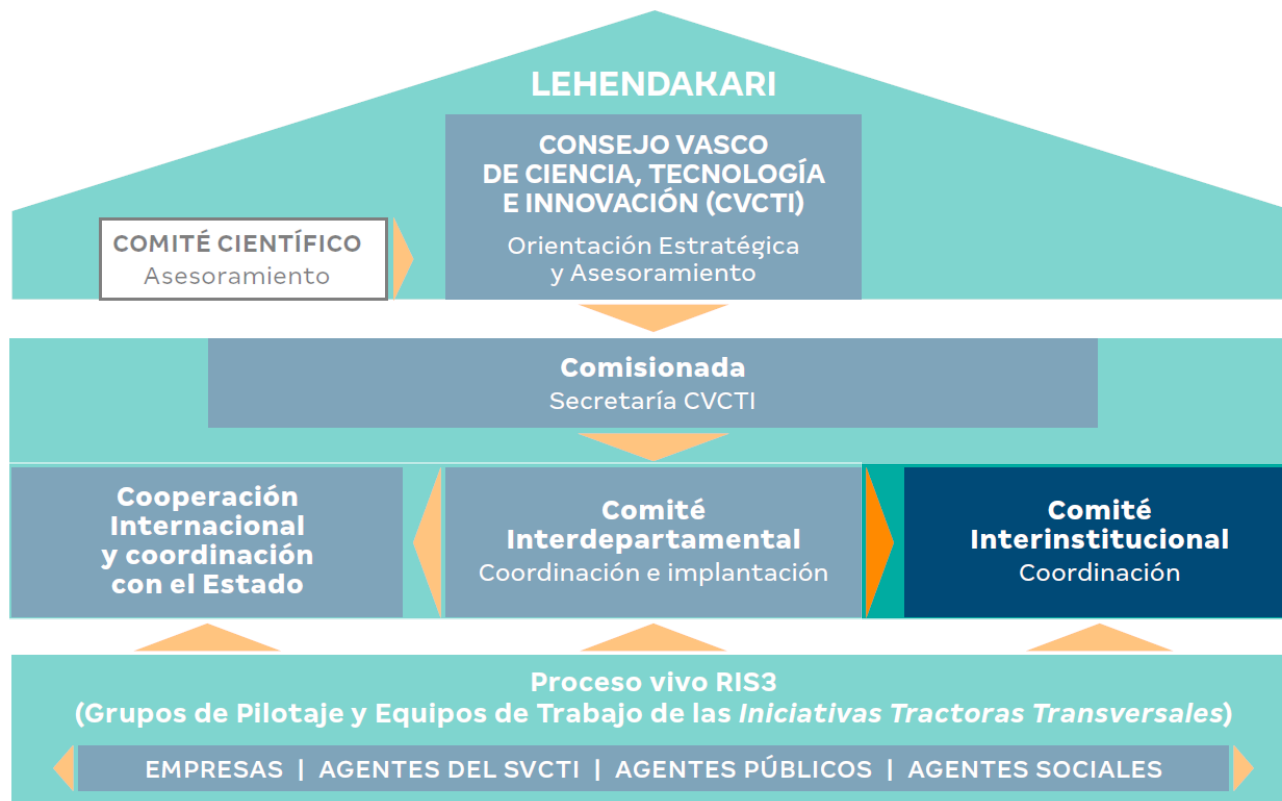 LEHENDAKARI
CONSEJO VASCO
DE CIENCIA, TECNOLOGÍA
E INNOVACIÓN (CVCTI)
Orientación Estratégica
y Asesoramiento
COMITÉ CIENTÍFICO
Asesoramiento
Comisionada
Secretaría CVCTI
Cooperación
Internacional
y coordinación
con el Estado
Comité
Interdepartamental
Coordinación e implantación
Comité
Interinstitucional
Coordinación
Proceso vivo RIS3
(Grupos de Pilotaje y Equipos de Trabajo de las Iniciativas Tractoras Transversales)
EMPRESAS | AGENTES DEL SVCTI | AGENTES PÚBLICOS | AGENTES SOCIALES